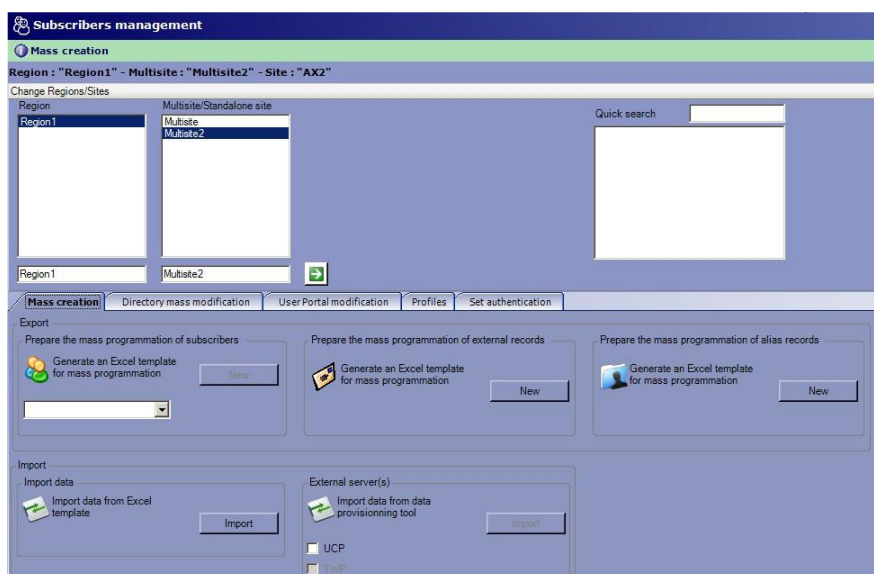 Subscribers management
Mass creation
Region : "Region1" - Multisite : "Multisite2" - Site : "AX2"
Change Regions/Sites
Region
Multisite/Standalone site
Quick search
Region1
Multisite
Multisite2
Region1
Multisite2
Mass creation
Directory mass modification
User Portal modification
Profiles
Set authentication
Export
Prepare the mass programmation of subscribers
Generate an Excel template
for mass programmation
New
Prepare the mass programmation of external records
Generate an Excel template
for mass programmation
New
Prepare the mass programmation of alias records
Generate an Excel template
for mass programmation
New
Import
Import data
Import data from Excel
template
Import
External server(s)
Import data from data
provisionning tool
Import
UCP
TWP